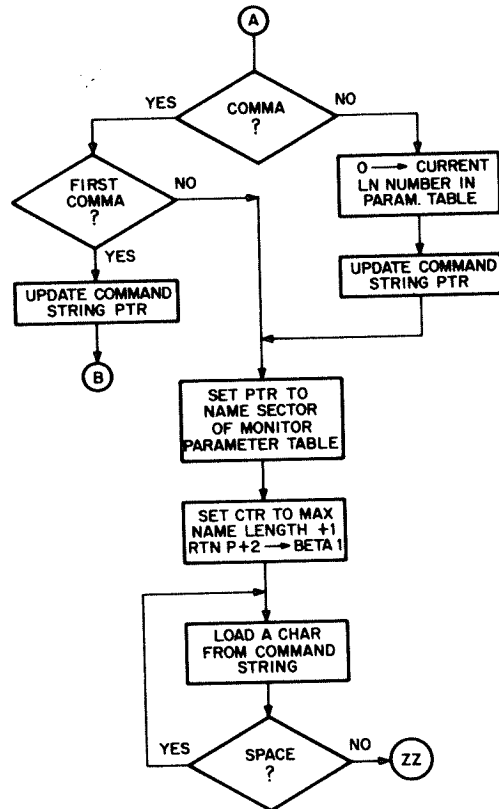 A
COMMA
?
YES
NO
FIRST
COMMA
?
NO
YES
O → CURRENT
LN NUMBER IN
PARAM. TABLE
UPDATE COMMAND
STRING PTR
UPDATE COMMAND
STRING PTR
B
SET PTR TO
NAME SECTOR
OF MONITOR
PARAMETER TABLE
SET CTR TO MAX
NAME LENGTH +1
RTN P+2 → BETA 1
LOAD A CHAR
FROM COMMAND
STRING
SPACE
?
YES
NO
ZZ